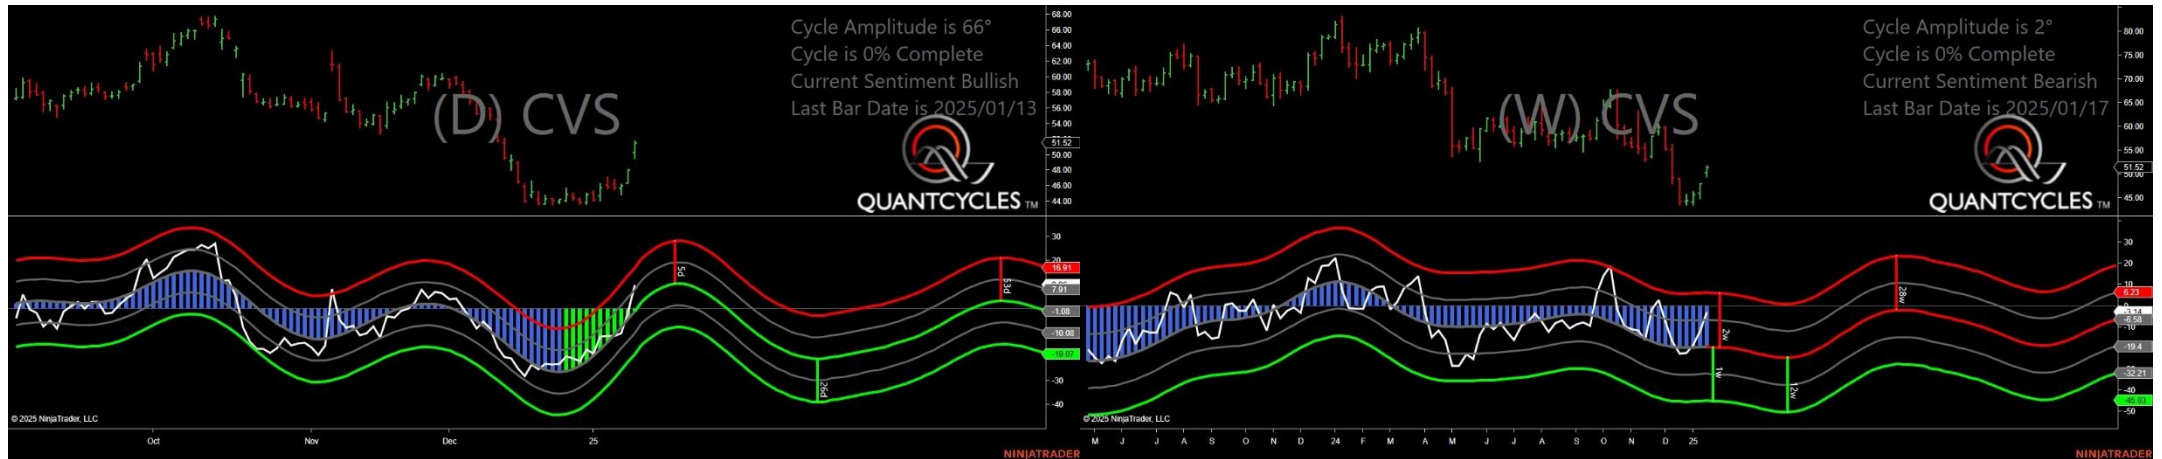 Cycle Amplitude is 66°
Cycle is 0% Complete
Current Sentiment Bullish
Last Bar Date is 2025/01/13
(D) CVS
QUANTCYCLES TM
68.00
66.00
64.00
62.00
60.00
58.00
56.00
54.00
51.52
50.00
48.00
46.00
44.00
30
20
16.91
7.91
-1.08
-10.08
-19.07
-30
-40
5d
26d
53d
© 2025 NinjaTrader, LLC
Oct Nov Dec 25
NINJATRADER
Cycle Amplitude is 2°
Cycle is 0% Complete
Current Sentiment Bearish
Last Bar Date is 2025/01/17
(W) CVS
QUANTCYCLES TM
80.00
75.00
70.00
65.00
60.00
55.00
51.52
50.00
45.00
30
20
10
6.23
0
-3.14
-6.58
-10
-19.4
-32.21
-40
-45.03
-50
2w
1w
12w
28w
© 2025 NinjaTrader, LLC
M J J A S O N D 24 F M A M J J A S O N D 25
NINJATRADER